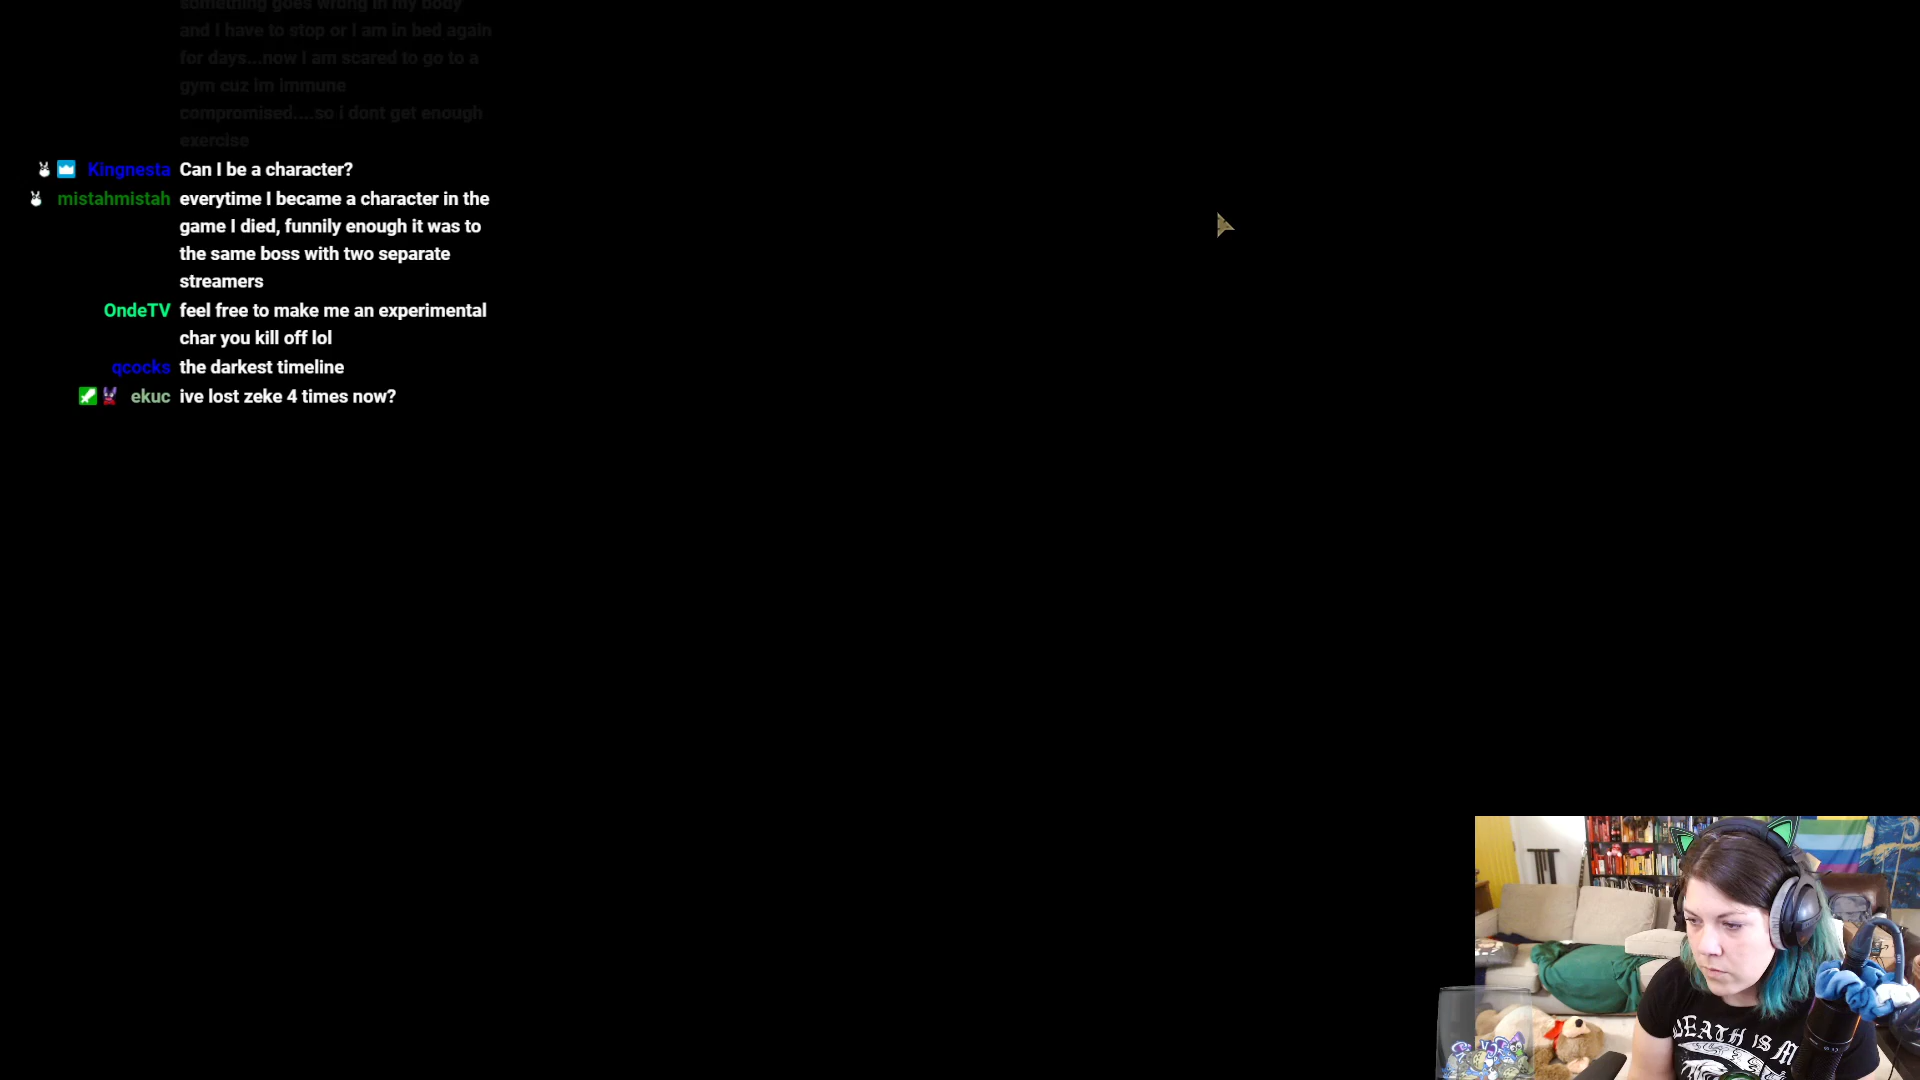 something goes wrong in my body
and I have to stop or I am in bed again
for days...now I am scared to go to a
gym cuz im immune
compromised....so i dont get enough
exercise
Kingnesta Can I be a character?
mistahmistah everytime I became a character in the
game I died, funnily enough it was to
the same boss with two separate
streamers
OndeTV feel free to make me an experimental
char you kill off lol
qcocks the darkest timeline
ekuc ive lost zeke 4 times now?
DEATH IS M